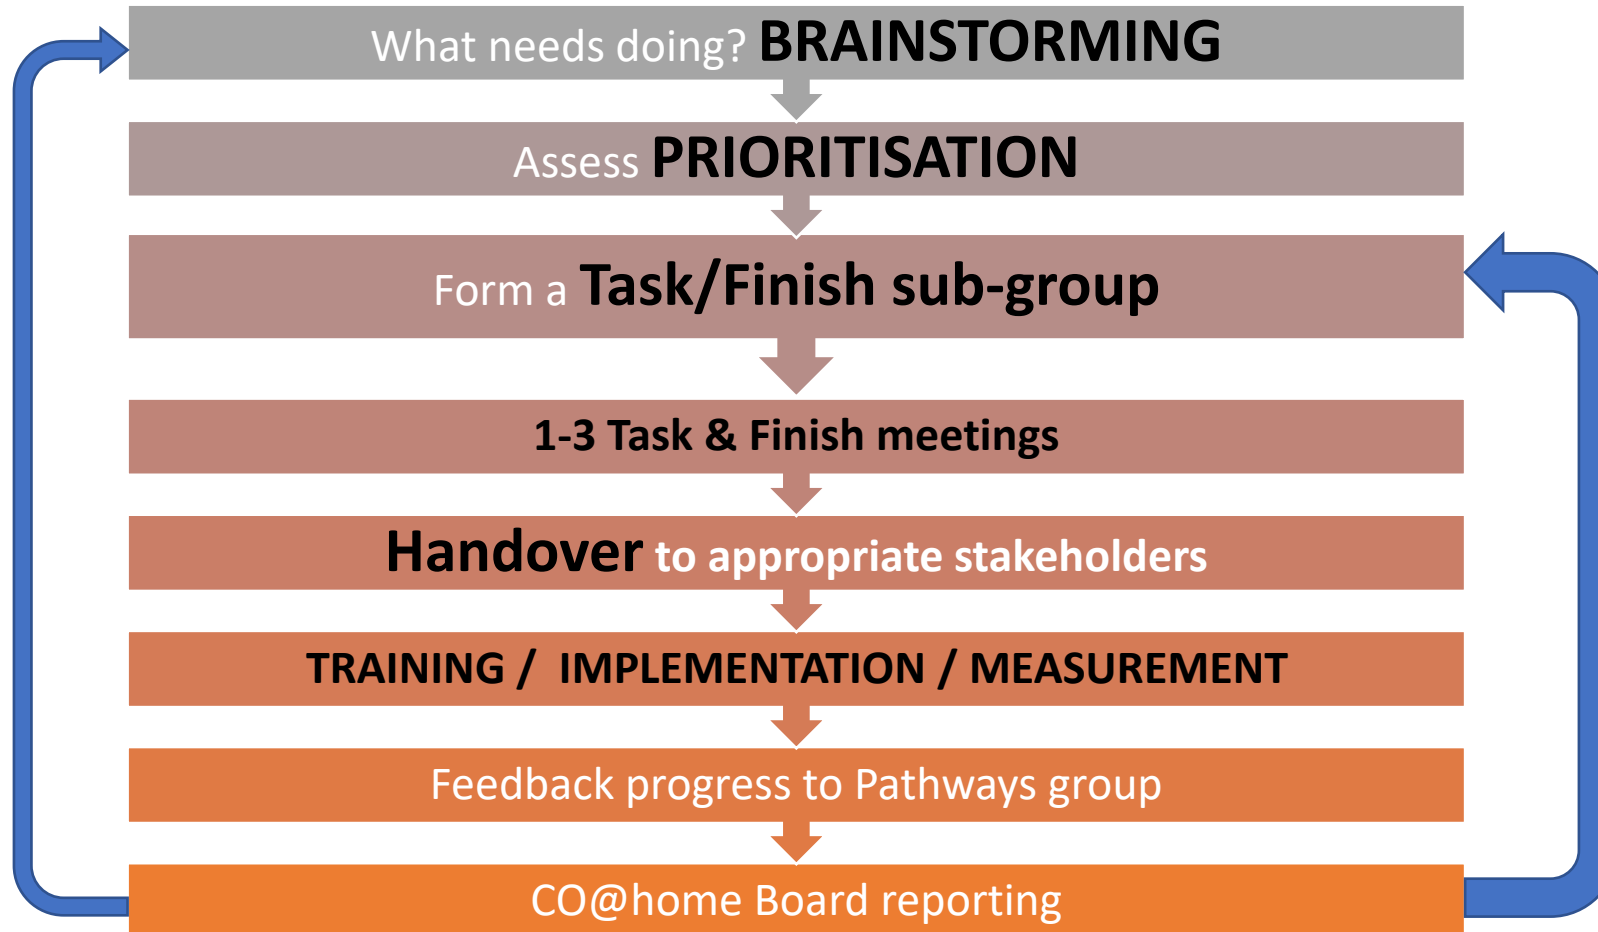 What needs doing? BRAINSTORMING
Assess PRIORITISATION
Form a Task/Finish sub-group
1-3 Task & Finish meetings
Handover to appropriate stakeholders
TRAINING / IMPLEMENTATION / MEASUREMENT
Feedback progress to Pathways group
CO@home Board reporting